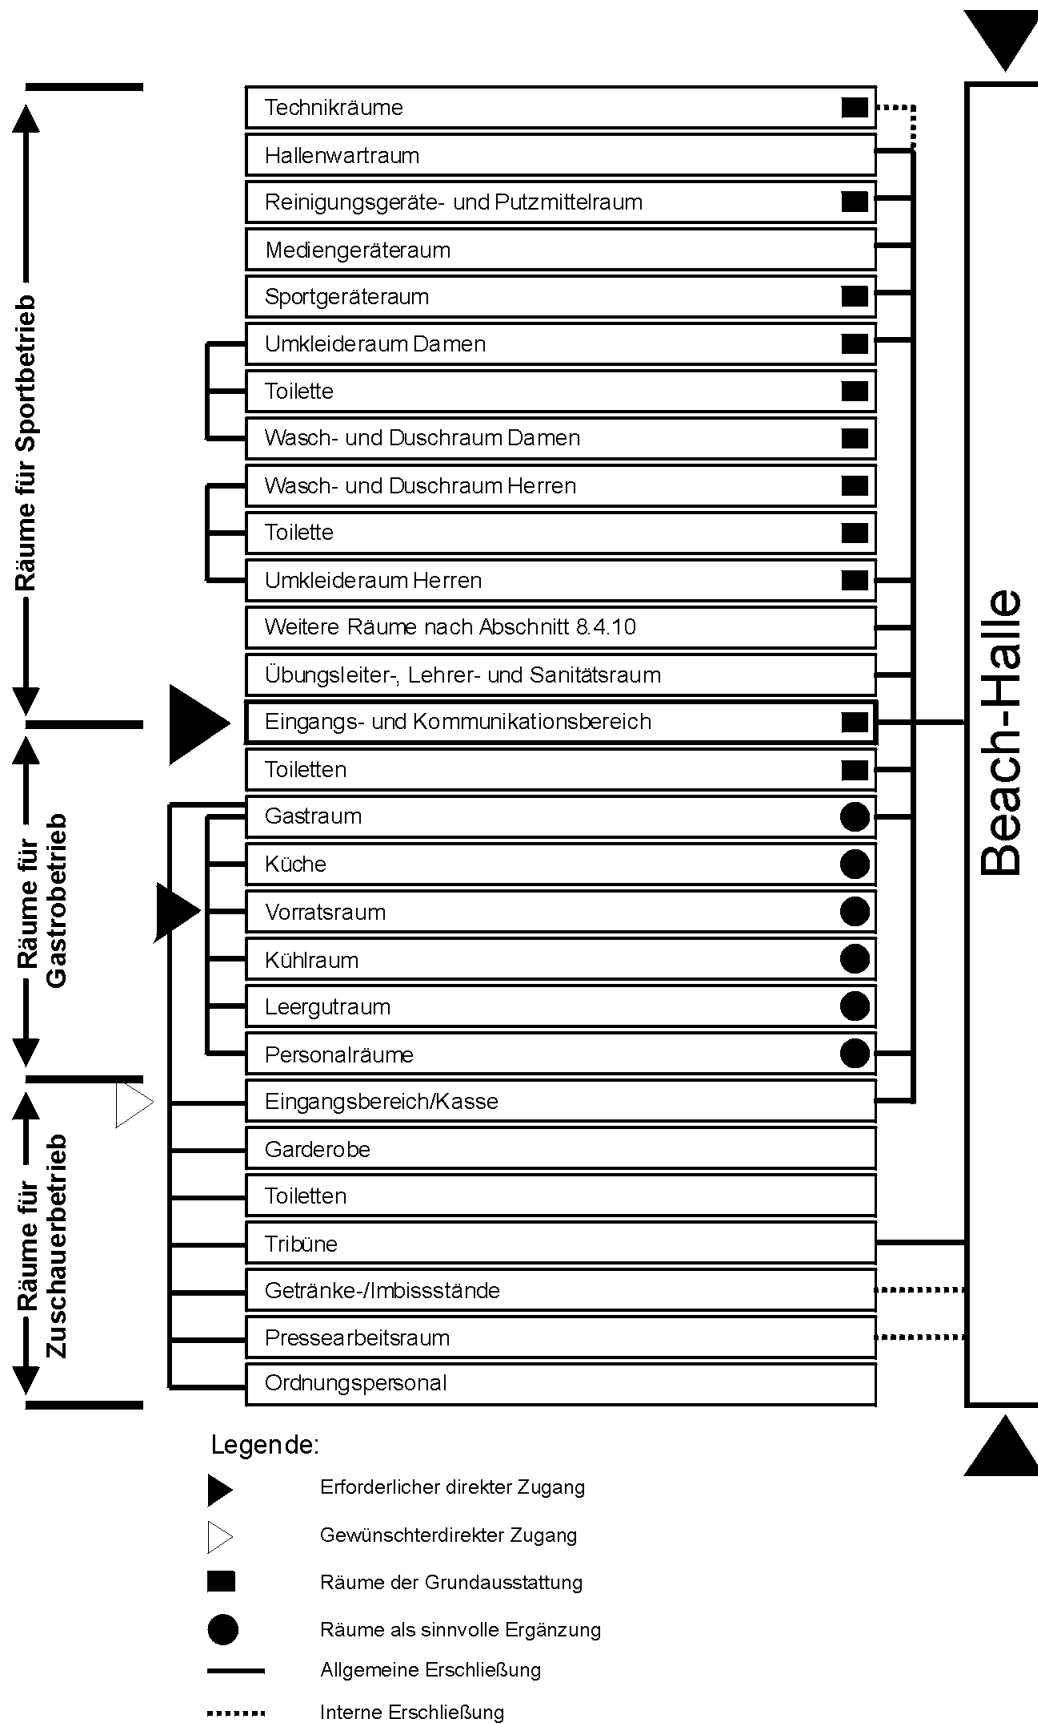 Technikräume
Hallenwartraum
Reinigungsgeräte- und Putzmittelraum
Mediengeräteraum
Sportgeräteraum
Umkleideraum Damen
Toilette
Wasch- und Duschraum Damen
Wasch- und Duschraum Herren
Toilette
Umkleideraum Herren
Weitere Räume nach Abschnitt 8.4.10
Übungsleiter-, Lehrer- und Sanitätsraum
Eingangs- und Kommunikationsbereich
Toiletten
Gastraum
Küche
Vorratsraum
Kühlraum
Leergutraum
Personalräume
Eingangsbereich/Kasse
Garderobe
Toiletten
Tribüne
Getränke-/Imbissstände
Pressearbeitsraum
Ordnungspersonal
Räume für Sportbetrieb
Räume für
Gastrobetrieb
Räume für
Zuschauerbetrieb
Beach-Halle
Legende:
Erforderlicher direkter Zugang
Gewünschterdirekter Zugang
Räume der Grundausstattung
Räume als sinnvolle Ergänzung
Allgemeine Erschließung
Interne Erschließung